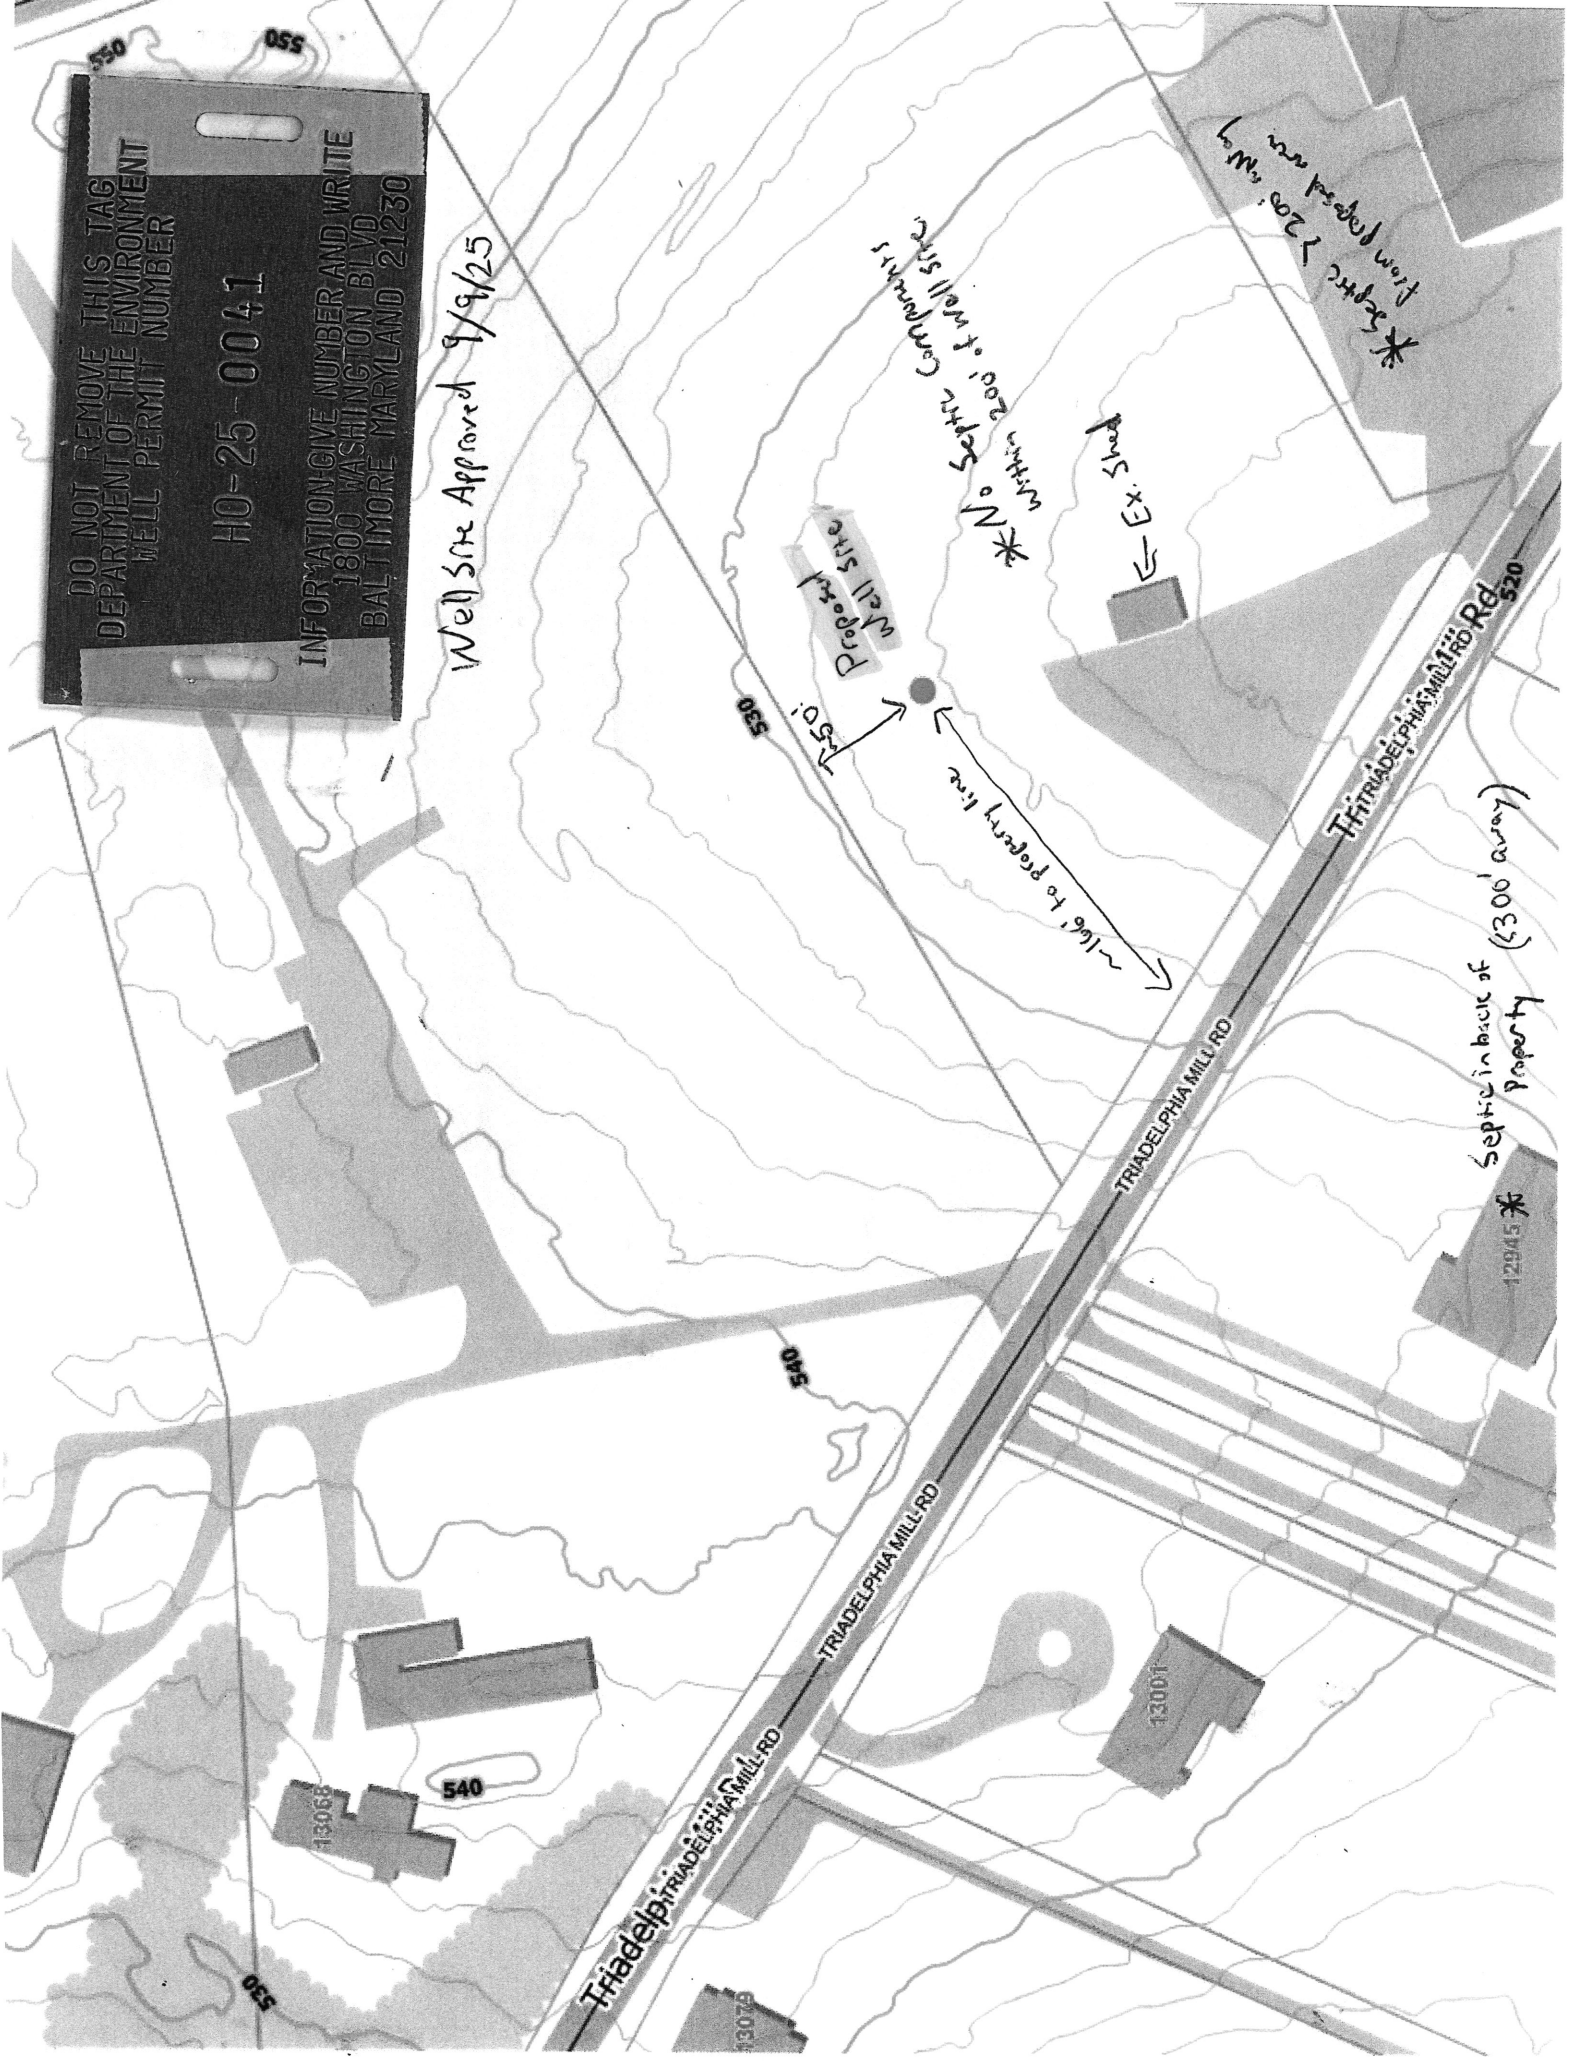 DO NOT REMOVE THIS TAG
DEPARTMENT OF THE ENVIRONMENT
WELL PERMIT NUMBER
HO-25-0041
INFORMATION GIVE NUMBER AND WRITE
1800 WASHINGTON BLVD
BALTIMORE MARYLAND 21230
Well Site Approved 9/9/25
550
550
530
Proposed
Well Site
~50'
~166' to property line
* No Septic Components
within 200' of Well Site.
Ex. Shed
* Septic > 200' away
from proposed area
520
Rd
TRIADELPHIA MILL RD
TRIADELPHIA MILL RD
TRIADELPHIA MILL RD
TRIADELPHIA MILL RD
* Septic in back of
Property
12945
540
540
530
13068
13001
13079